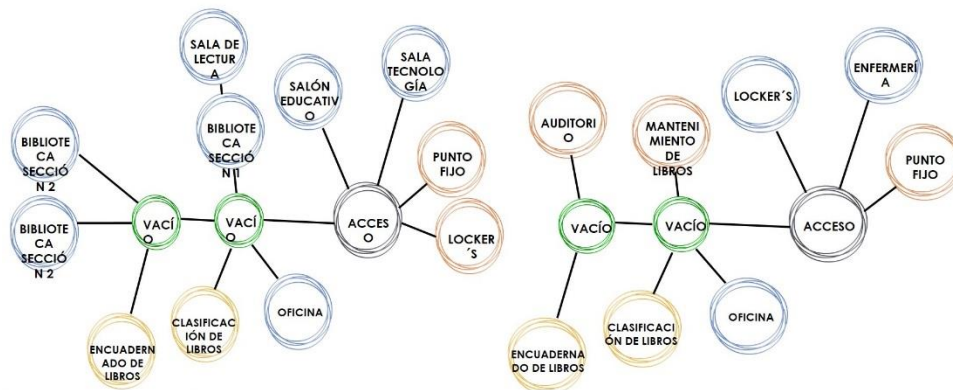 SALA DE
LECTUR
A
SALÓN
EDUCATIV
O
SALA
TECNOLO
GÍA
BIBLIOTE
CA
SECCIÓ
N 2
BIBLIOTE
CA
SECCIÓ
N 1
PUNTO
FIJO
BIBLIOTE
CA
SECCIÓ
N 2
VACÍ
O
VACÍ
O
ACCES
O
LOCKER
´S
ENCUADERN
ADO DE
LIBROS
CLASIFICAC
IÓN DE
LIBROS
OFICINA
AUDITORI
O
MANTENI
MIENTO DE
LIBROS
LOCKER´S
ENFERMERÍ
A
PUNTO
FIJO
VACÍO
VACÍO
ACCESO
ENCUADERNA
DO DE LIBROS
CLASIFICACI
ÓN DE LIBROS
OFICINA